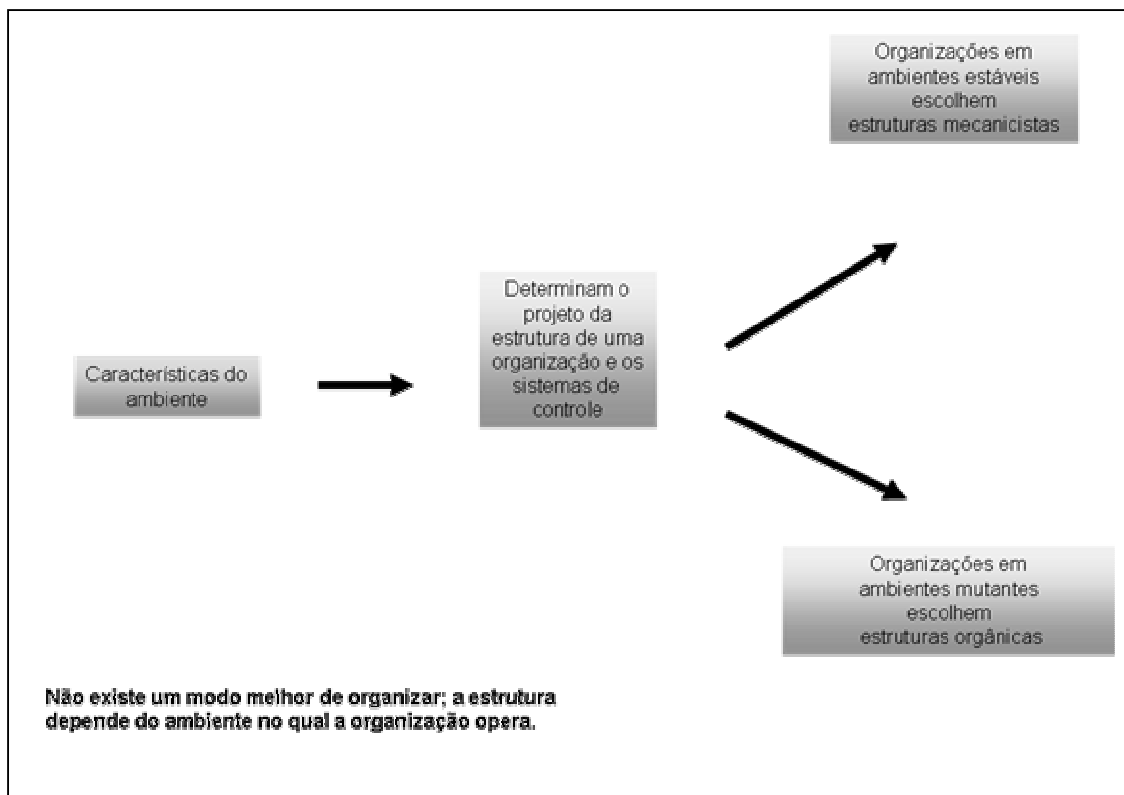 Características do
ambiente
Determinam o
projeto da
estrutura de uma
organização e os
sistemas de
controle
Organizações em
ambientes estáveis
escolhem
estruturas mecanicistas
Organizações em
ambientes mutantes
escolhem
estruturas orgânicas
Não existe um modo melhor de organizar; a estrutura
depende do ambiente no qual a organização opera.